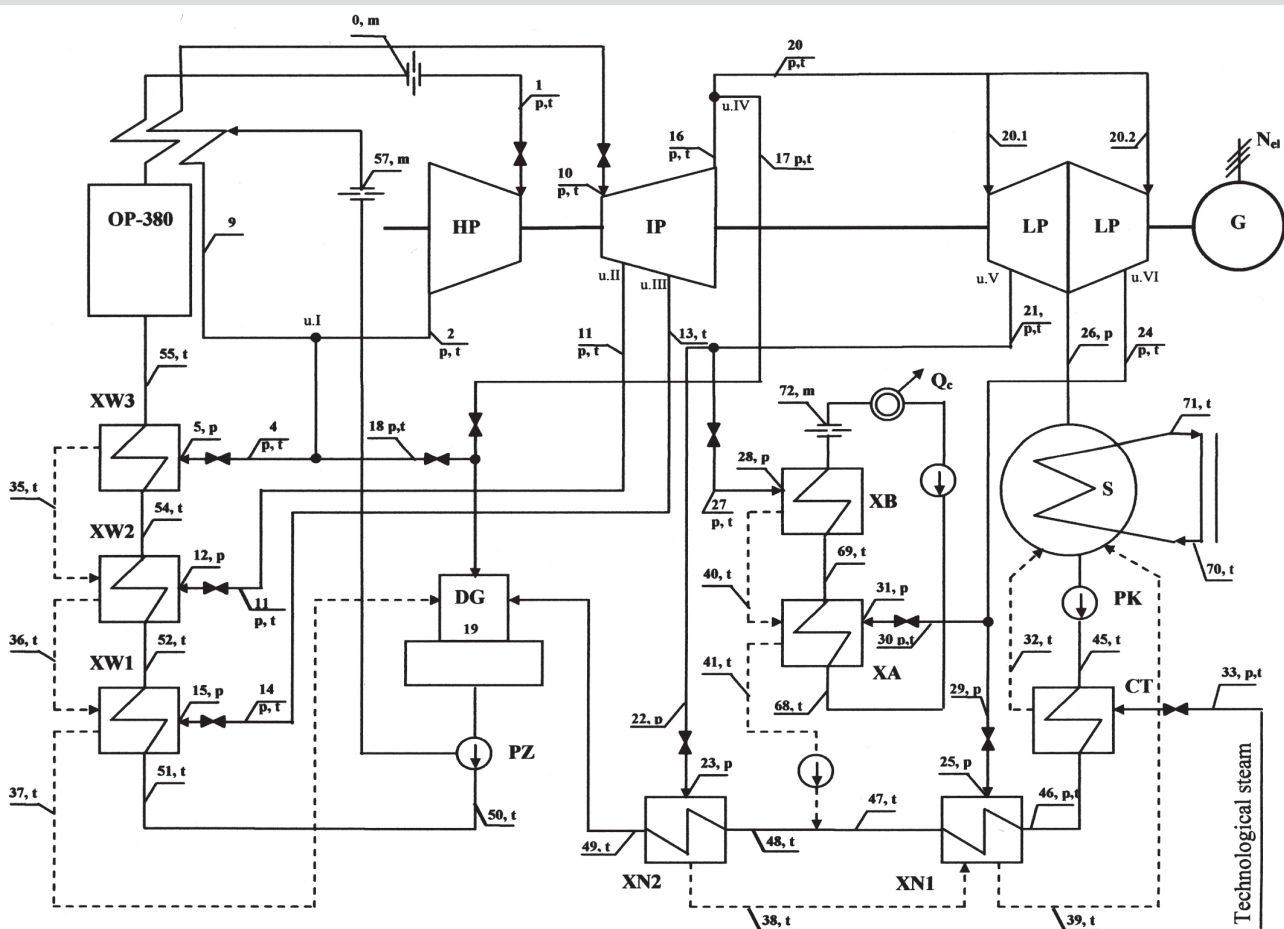 0, m
20
p,t
1
p,t
u.IV
16
p, t
17 p,t
20.1
20.2
N_el
57, m
10
p, t
OP-380
9
HP
IP
LP
LP
G
u.II
u.III
u.V
u.VI
u.I
2
p, t
11
p, t
13, t
21,
p,t
26, p
24
p, t
55, t
XW3
72, m
Q_c
71, t
5, p
4
p, t
18 p,t
28, p
35, t
S
27
p, t
XB
54, t
XW2
69, t
70, t
12, p
40, t
31, p
DG
PK
11
p, t
19
30 p,t
36, t
52, t
32, t
45, t
XW1
41, t
XA
CT
33, p,t
15, p
14
p, t
29, p
68, t
22, p
PZ
37, t
51, t
23, p
25, p
50, t
47, t
46, p,t
49, t
48, t
XN2
XN1
38, t
39, t
Technological steam